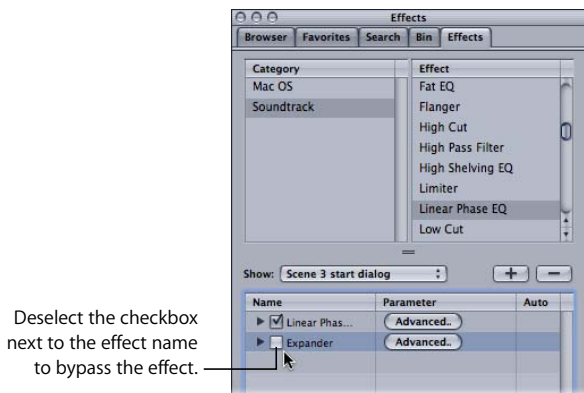 Effects
Browser Favorites Search Bin Effects
Category Effect
Mac OS Fat EQ
Soundtrack Flanger
High Cut
High Pass Filter
High Shelving EQ
Limiter
Linear Phase EQ
Low Cut
Show: Scene 3 start dialog + −
Name Parameter Auto
Linear Phas... Advanced..
Expander Advanced..
Deselect the checkbox
next to the effect name
to bypass the effect.